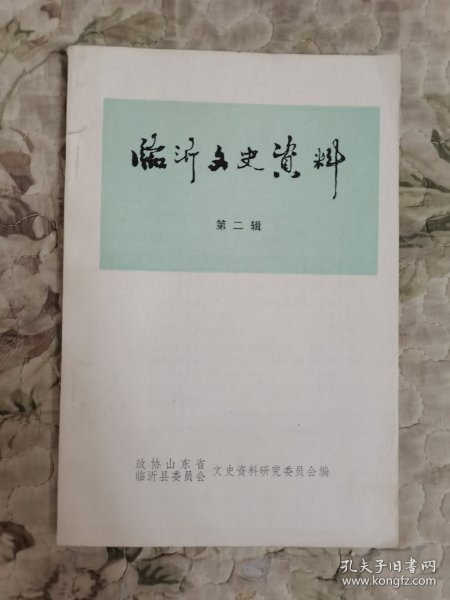 临沂文史資料
第二辑
政协山东省
临沂县委员会 文史资料研究委员会编
孔夫子旧书网
www.kongfz.com